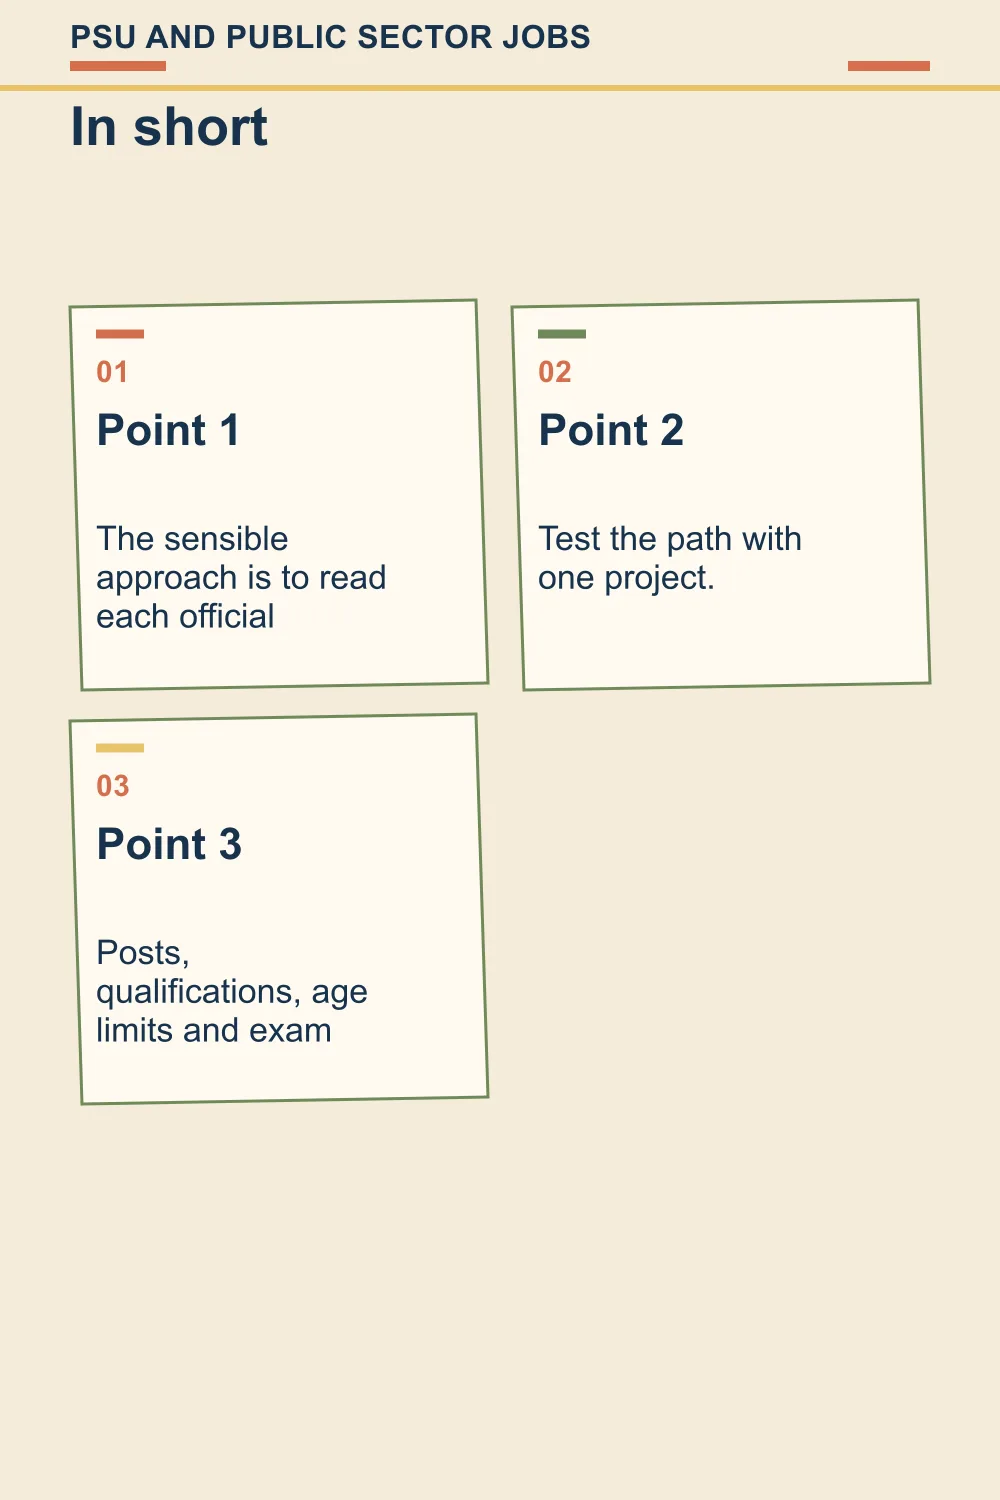 PSU AND PUBLIC SECTOR JOBS
In short
01
Point 1
The sensible
approach is to read
each official
02
Point 2
Test the path with
one project.
03
Point 3
Posts,
qualifications, age
limits and exam